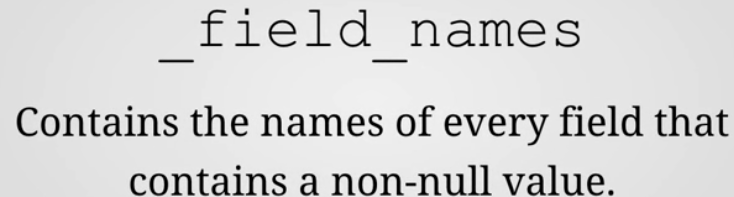 _field_names
Contains the names of every field that
contains a non-null value.